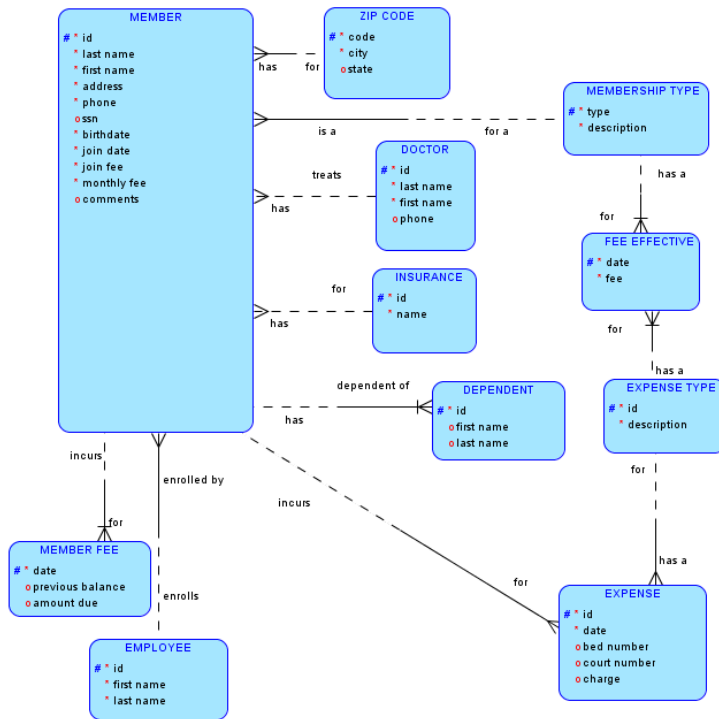 MEMBER
# * id
* last name
* first name
* address
* phone
o ssn
* birthdate
* join date
* join fee
* monthly fee
o comments
ZIP CODE
# * code
* city
o state
has
for
MEMBERSHIP TYPE
# * type
* description
is a
for a
DOCTOR
# * id
* last name
* first name
o phone
treats
has
has a
for
FEE EFFECTIVE
# * date
* fee
INSURANCE
# * id
* name
for
has
for
has a
EXPENSE TYPE
# * id
* description
dependent of
has
DEPENDENT
# * id
o first name
o last name
incurs
for
enrolled by
enrolls
incurs
for
for
has a
MEMBER FEE
# * date
o previous balance
o amount due
EXPENSE
# * id
* date
o bed number
o court number
o charge
EMPLOYEE
# * id
* first name
* last name